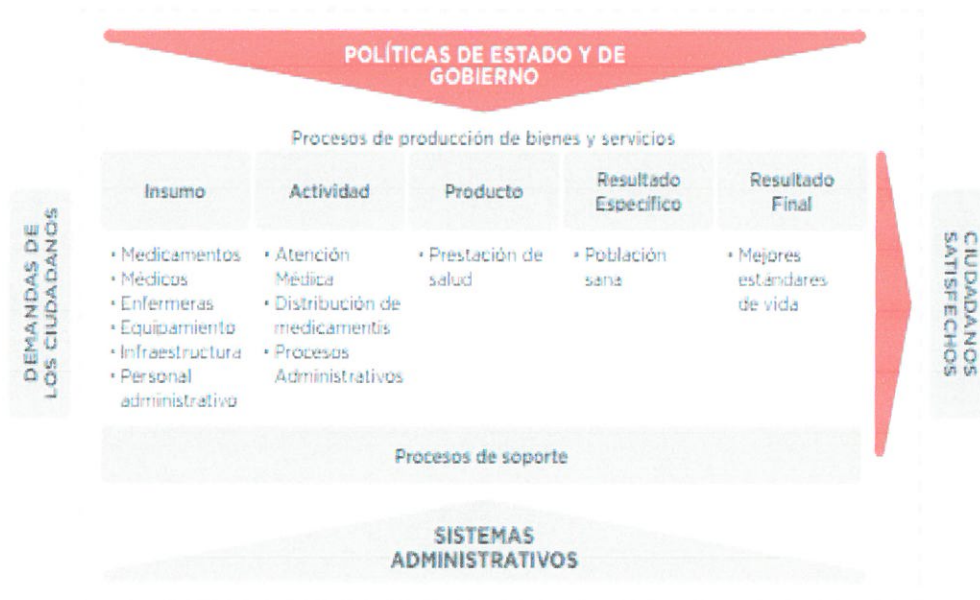 POLÍTICAS DE ESTADO Y DE
GOBIERNO
Procesos de producción de bienes y servicios
DEMANDAS DE
LOS CIUDADANOS
Insumo
• Medicamentos
• Médicos
• Enfermeras
• Equipamiento
• Infraestructura
• Personal
administrativo
Actividad
• Atención
Médica
• Distribución de
medicamentis
• Procesos
Administrativos
Producto
• Prestación de
salud
Resultado
Específico
• Población
sana
Resultado
Final
• Mejores
estándares
de vida
CIUDADANOS
SATISFECHOS
Procesos de soporte
SISTEMAS
ADMINISTRATIVOS